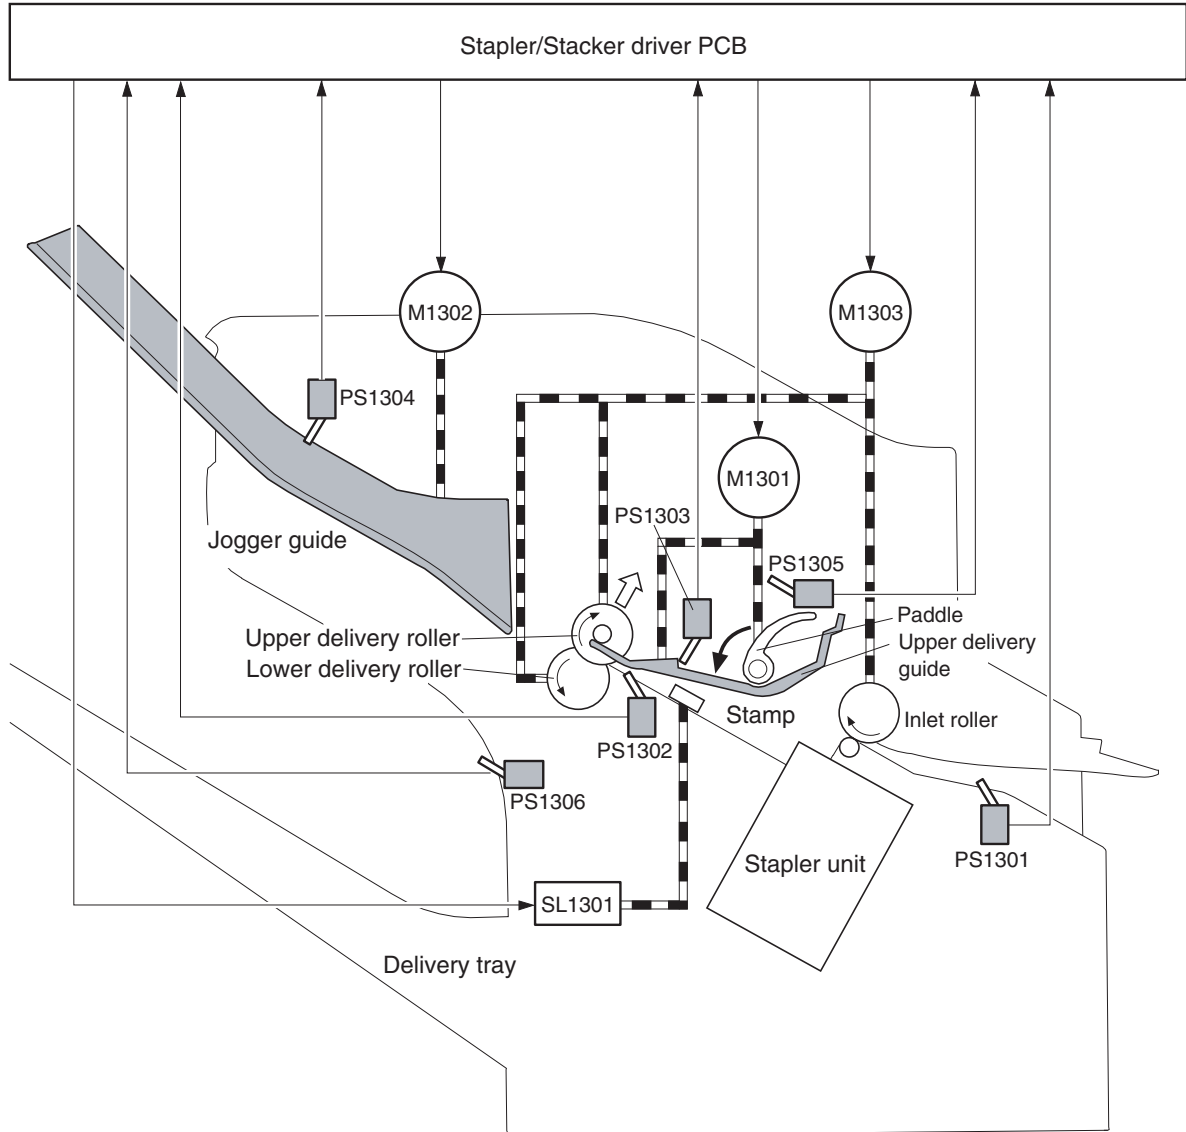 Stapler/Stacker driver PCB
M1302
M1303
PS1304
M1301
PS1303
Jogger guide
PS1305
Paddle
Upper delivery roller
Upper delivery
guide
Lower delivery roller
Stamp
Inlet roller
PS1302
PS1306
PS1301
Stapler unit
SL1301
Delivery tray